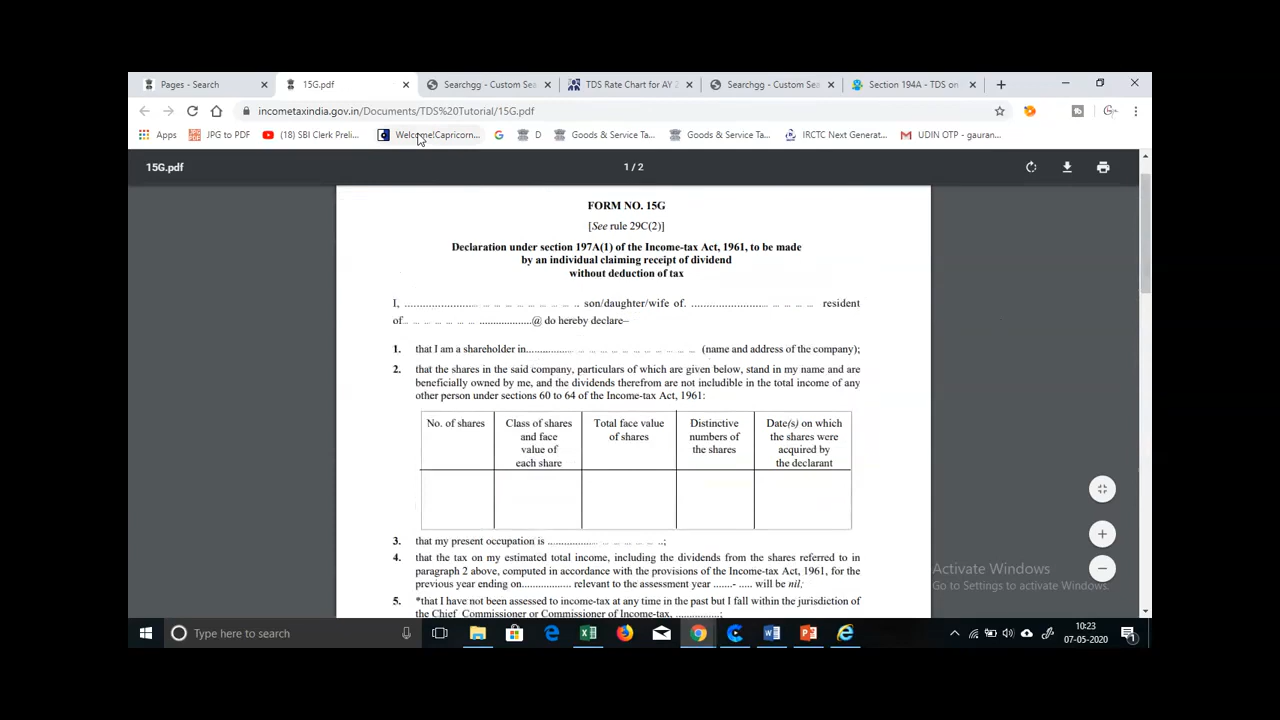 Pages - Search
15G.pdf
Searchgg - Custom Sea
TDS Rate Chart for AY 2
Searchgg - Custom Sea
Section 194A - TDS on
incometaxindia.gov.in/Documents/TDS%20Tutorial/15G.pdf
Apps
JPG to PDF
(18) SBI Clerk Preli...
Welcome!Capricorn...
D
Goods & Service Ta...
Goods & Service Ta...
IRCTC Next Generat...
UDIN OTP - gauran...
15G.pdf
1 / 2
FORM NO. 15G
[See rule 29C(2)]
Declaration under section 197A(1) of the Income-tax Act, 1961, to be made
by an individual claiming receipt of dividend
without deduction of tax
I, ....................... ... ... ... ... ... ... ... .. son/daughter/wife of. ....................... ... ... ... resident
of... ... ... ... ... ... ..................@ do hereby declare–
1. that I am a shareholder in.............. ... ... ... ... ... ... ... ... ... (name and address of the company);
2. that the shares in the said company, particulars of which are given below, stand in my name and are
beneficially owned by me, and the dividends therefrom are not includible in the total income of any
other person under sections 60 to 64 of the Income-tax Act, 1961:
No. of shares
Class of shares
and face
value of
each share
Total face value
of shares
Distinctive
numbers of
the shares
Date(s) on which
the shares were
acquired by
the declarant
3. that my present occupation is ................ ... ... ... ... ..;
4. that the tax on my estimated total income, including the dividends from the shares referred to in
paragraph 2 above, computed in accordance with the provisions of the Income-tax Act, 1961, for the
previous year ending on................. relevant to the assessment year .......- ..... will be nil;
5. *that I have not been assessed to income-tax at any time in the past but I fall within the jurisdiction of
the Chief Commissioner or Commissioner of Income-tax, ...............;
Activate Windows
Go to Settings to activate Windows.
Type here to search
10:23
07-05-2020